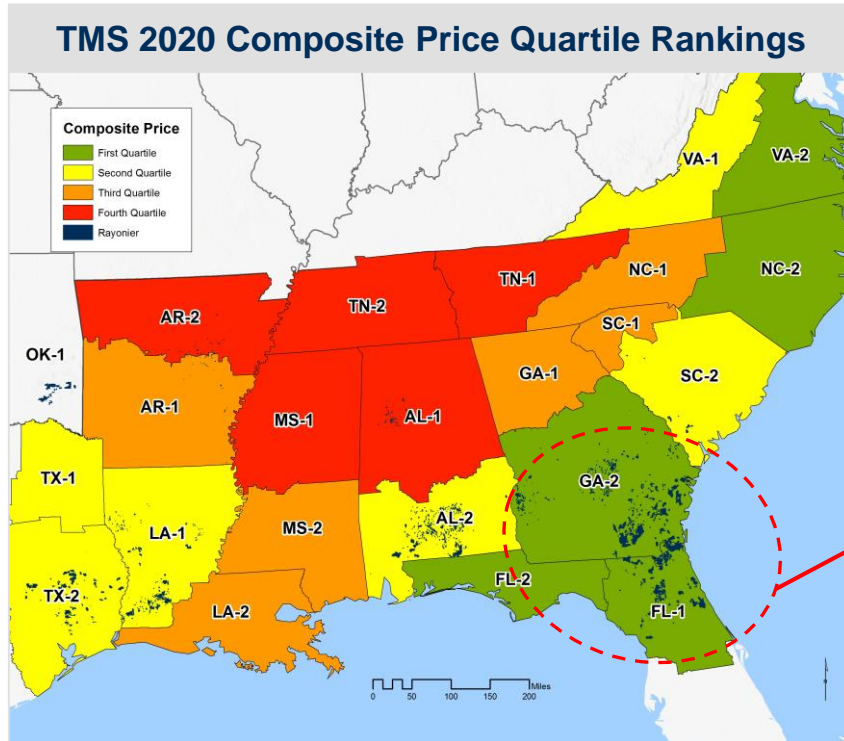 TMS 2020 Composite Price Quartile Rankings
Composite Price
First Quartile
Second Quartile
Third Quartile
Fourth Quartile
Rayonier
VA-1
VA-2
NC-1
NC-2
TN-1
TN-2
AR-2
SC-1
OK-1
GA-1
SC-2
AR-1
MS-1
AL-1
TX-1
GA-2
LA-1
MS-2
AL-2
TX-2
FL-2
LA-2
FL-1
Miles
0 50 100 150 200